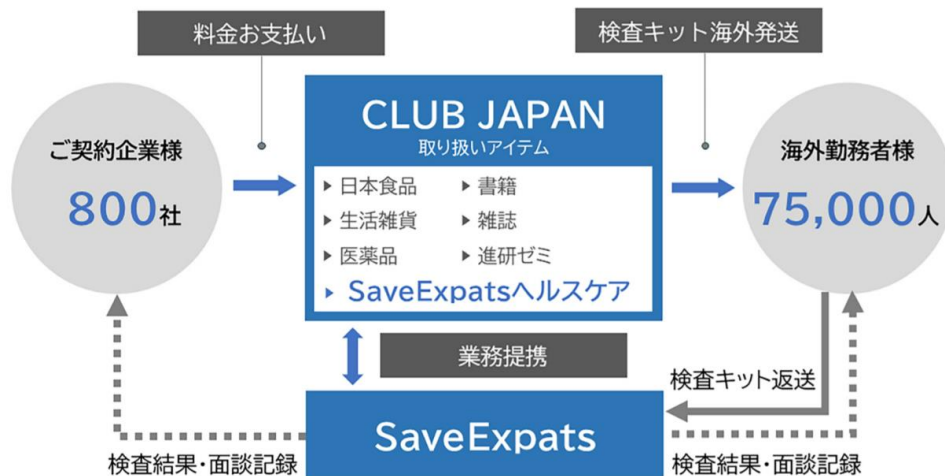 料金お支払い
検査キット海外発送
ご契約企業様
800社
CLUB JAPAN
取り扱いアイテム
▶ 日本食品
▶ 書籍
▶ 生活雑貨
▶ 雑誌
▶ 医薬品
▶ 進研ゼミ
▶ SaveExpatsヘルスケア
海外勤務者様
75,000人
業務提携
検査キット返送
SaveExpats
検査結果・面談記録
検査結果・面談記録